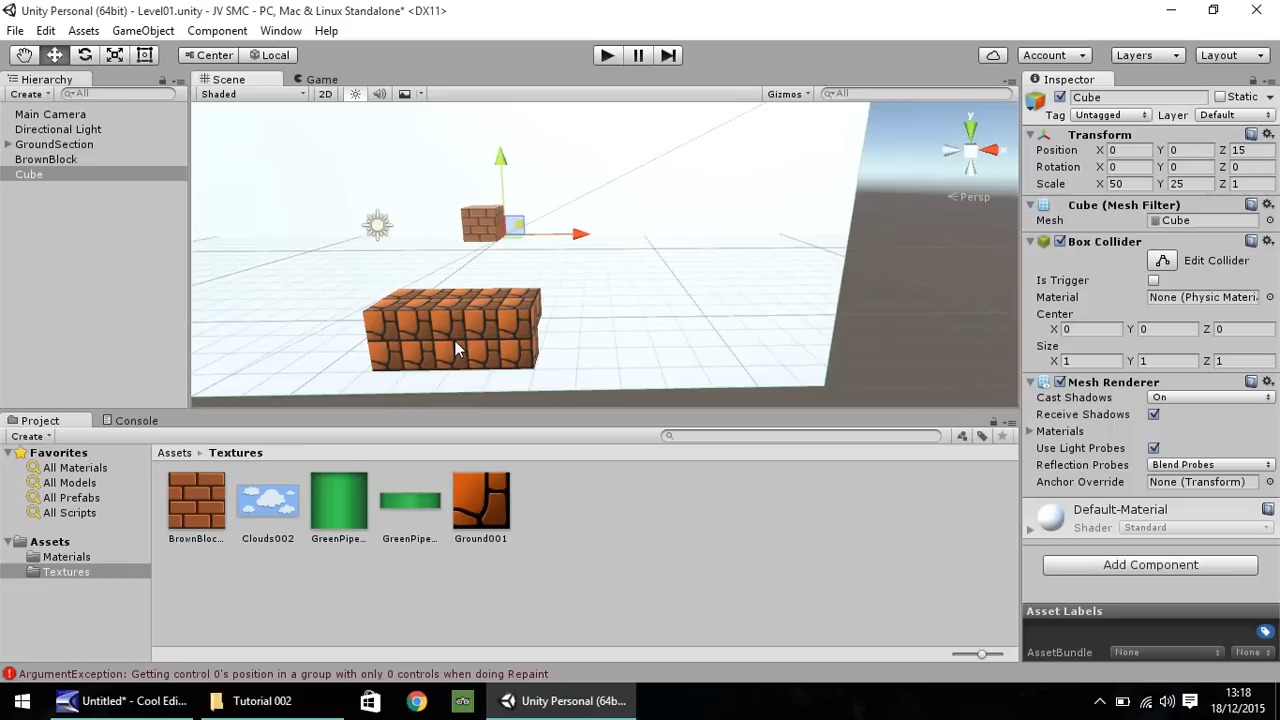 Unity Personal (64bit) - Level01.unity - JV SMC - PC, Mac & Linux Standalone* <DX11>
File Edit Assets GameObject Component Window Help
Center Local Account Layers Layout
Hierarchy
Create All
Main Camera
Directional Light
GroundSection
BrownBlock
Cube
Scene Game
Shaded 2D Gizmos All
y
Persp
Inspector
Cube Static
Tag Untagged Layer Default
Transform
Position X 0 Y 0 Z 15
Rotation X 0 Y 0 Z 0
Scale X 50 Y 25 Z 1
Cube (Mesh Filter)
Mesh Cube
Box Collider
Edit Collider
Is Trigger
Material None (Physic Materi
Center
X 0 Y 0 Z 0
Size
X 1 Y 1 Z 1
Mesh Renderer
Cast Shadows On
Receive Shadows
Materials
Use Light Probes
Reflection Probes Blend Probes
Anchor Override None (Transform)
Default-Material
Shader Standard
Add Component
Asset Labels
AssetBundle None None
Project Console
Create
Favorites
All Materials
All Models
All Prefabs
All Scripts
Assets
Materials
Textures
Assets Textures
BrownBloc... Clouds002 GreenPipe... GreenPipe... Ground001
ArgumentException: Getting control 0's position in a group with only 0 controls when doing Repaint
Untitled* - Cool Edi... Tutorial 002 Unity Personal (64b...
13:18
18/12/2015